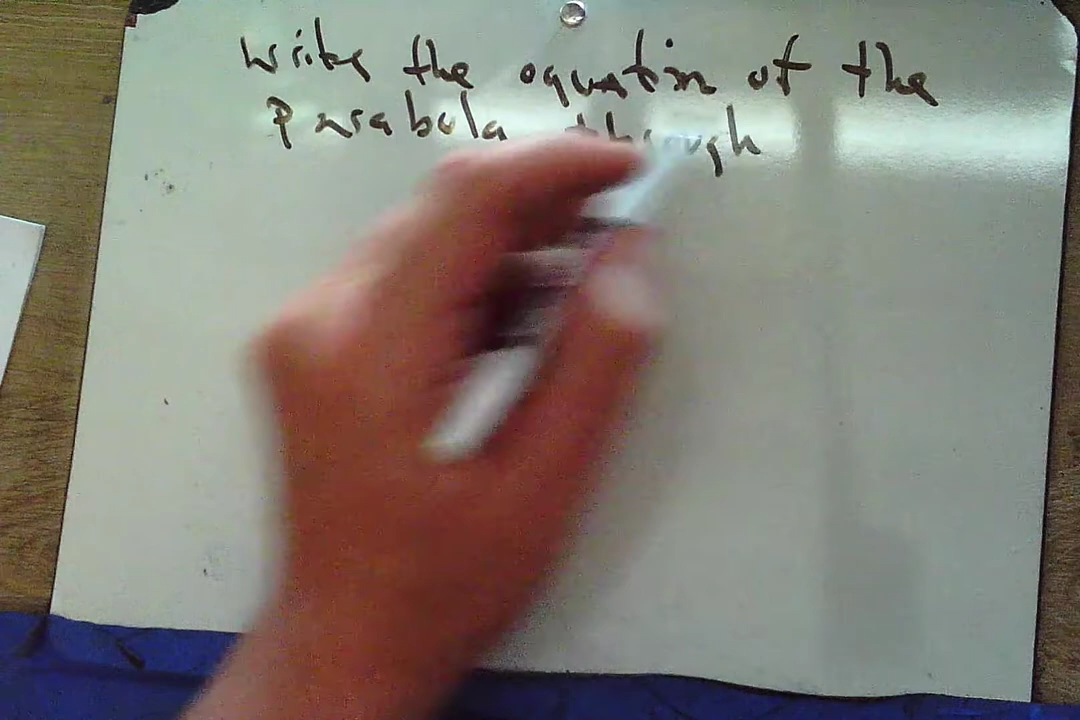 Write the equation of the
Parabola through